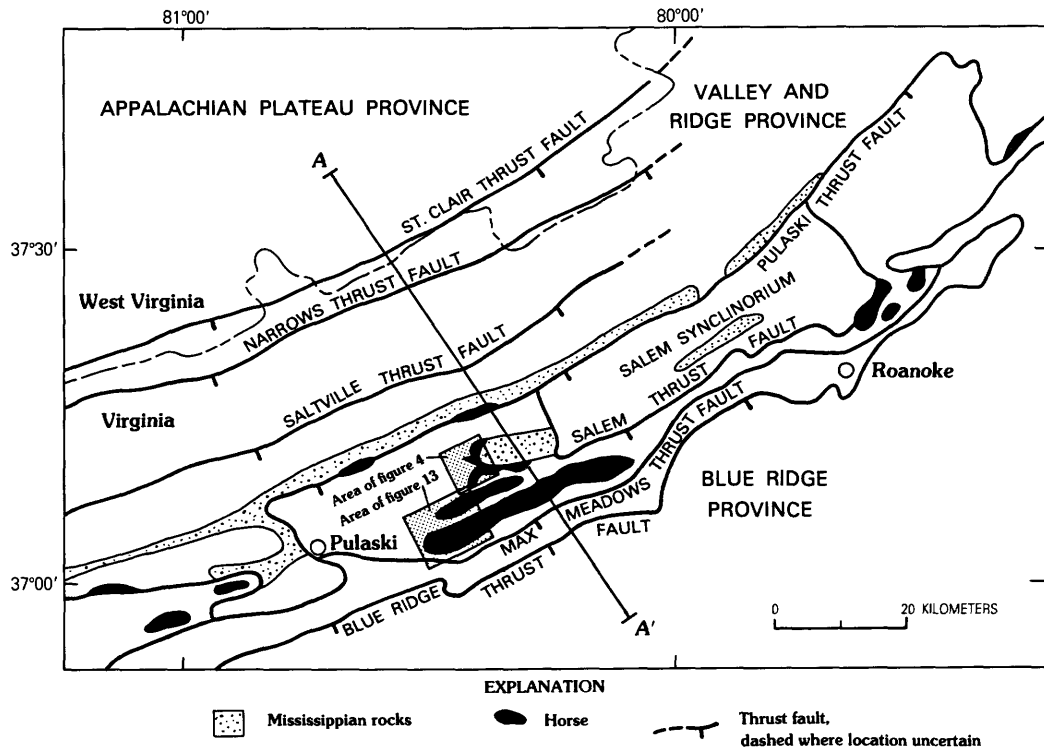 81°00'
80°00'
APPALACHIAN PLATEAU PROVINCE
VALLEY AND
RIDGE PROVINCE
A
ST. CLAIR THRUST FAULT
PULASKI THRUST FAULT
37°30'
West Virginia
NARROWS THRUST FAULT
SALEM SYNCLINORIUM
SALTVILLE THRUST FAULT
Roanoke
Virginia
SALEM THRUST FAULT
Area of figure 4
Area of figure 13
BLUE RIDGE
PROVINCE
MAX MEADOWS THRUST FAULT
Pulaski
37°00'
BLUE RIDGE THRUST FAULT
A'
0 20 KILOMETERS
EXPLANATION
Mississippian rocks
Horse
Thrust fault,
dashed where location uncertain